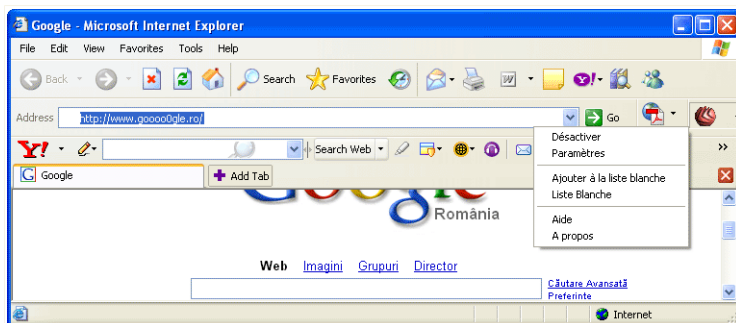 Google - Microsoft Internet Explorer
File Edit View Favorites Tools Help
Back Search Favorites
Address http://www.goooo0gle.ro/ Go
Y! Search Web »
Google Add Tab
Désactiver
Paramètres
Ajouter à la liste blanche
Liste Blanche
Aide
A propos
Google
România
Web Imagini Grupuri Director
Căutare Avansată
Preferinte
Internet